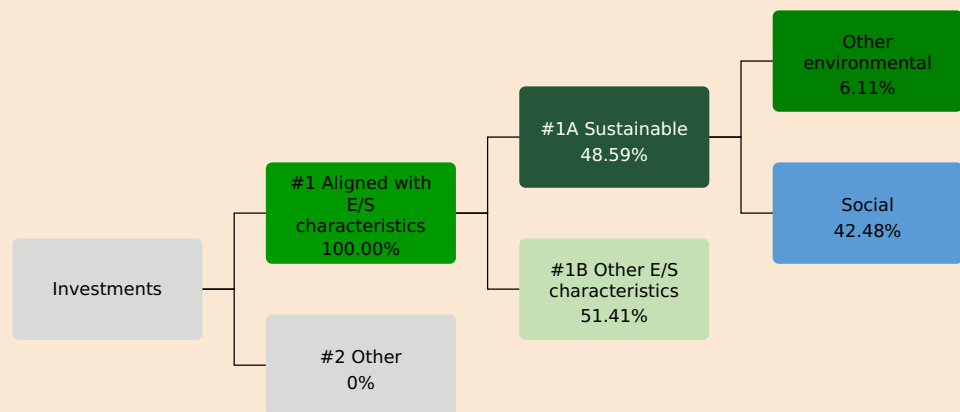 Other
environmental
6.11%
#1A Sustainable
48.59%
#1 Aligned with
E/S
characteristics
100.00%
Social
42.48%
Investments
#1B Other E/S
characteristics
51.41%
#2 Other
0%